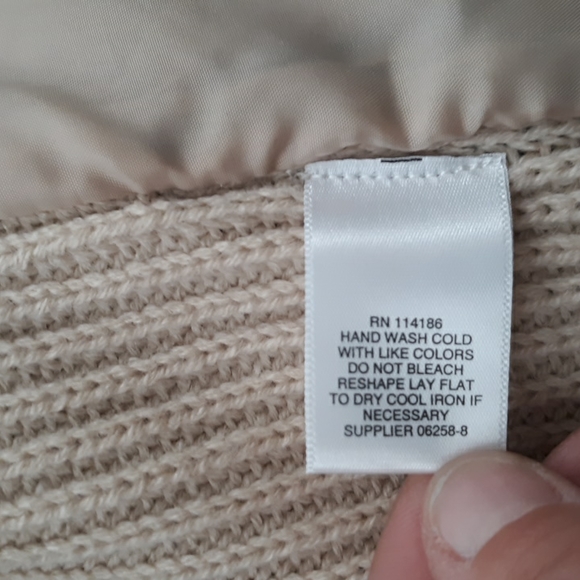 RN 114186
HAND WASH COLD
WITH LIKE COLORS
DO NOT BLEACH
RESHAPE LAY FLAT
TO DRY COOL IRON IF
NECESSARY
SUPPLIER 06258-8